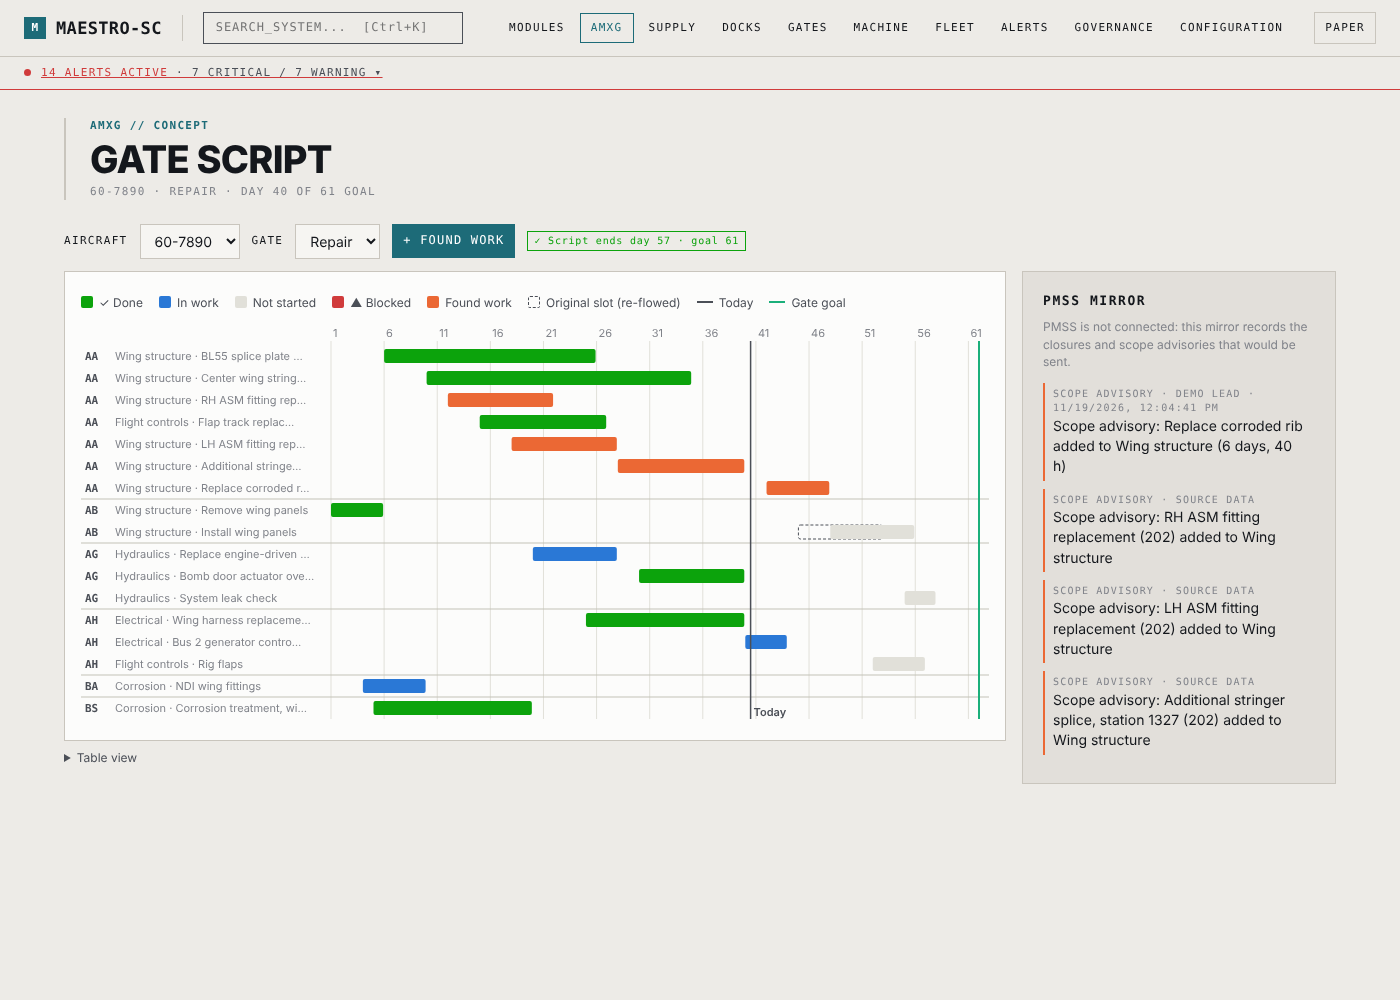 M MAESTRO-SC
SEARCH_SYSTEM... [Ctrl+K]
MODULES AMXG SUPPLY DOCKS GATES MACHINE FLEET ALERTS GOVERNANCE CONFIGURATION PAPER
14 ALERTS ACTIVE · 7 CRITICAL / 7 WARNING ▾
AMXG // CONCEPT
GATE SCRIPT
60-7890 · REPAIR · DAY 40 OF 61 GOAL
AIRCRAFT 60-7890 GATE Repair + FOUND WORK ✓ Script ends day 57 · goal 61
✓ Done In work Not started ▲ Blocked Found work Original slot (re-flowed) Today Gate goal
1 6 11 16 21 26 31 36 41 46 51 56 61
AA Wing structure · BL55 splice plate ...
AA Wing structure · Center wing string...
AA Wing structure · RH ASM fitting rep...
AA Flight controls · Flap track replac...
AA Wing structure · LH ASM fitting rep...
AA Wing structure · Additional stringe...
AA Wing structure · Replace corroded r...
AB Wing structure · Remove wing panels
AB Wing structure · Install wing panels
AG Hydraulics · Replace engine-driven ...
AG Hydraulics · Bomb door actuator ove...
AG Hydraulics · System leak check
AH Electrical · Wing harness replaceme...
AH Electrical · Bus 2 generator contro...
AH Flight controls · Rig flaps
BA Corrosion · NDI wing fittings
BS Corrosion · Corrosion treatment, wi...
Today
▶ Table view
PMSS MIRROR
PMSS is not connected: this mirror records the
closures and scope advisories that would be
sent.
SCOPE ADVISORY · DEMO LEAD ·
11/19/2026, 12:04:41 PM
Scope advisory: Replace corroded rib
added to Wing structure (6 days, 40
h)
SCOPE ADVISORY · SOURCE DATA
Scope advisory: RH ASM fitting
replacement (202) added to Wing
structure
SCOPE ADVISORY · SOURCE DATA
Scope advisory: LH ASM fitting
replacement (202) added to Wing
structure
SCOPE ADVISORY · SOURCE DATA
Scope advisory: Additional stringer
splice, station 1327 (202) added to
Wing structure